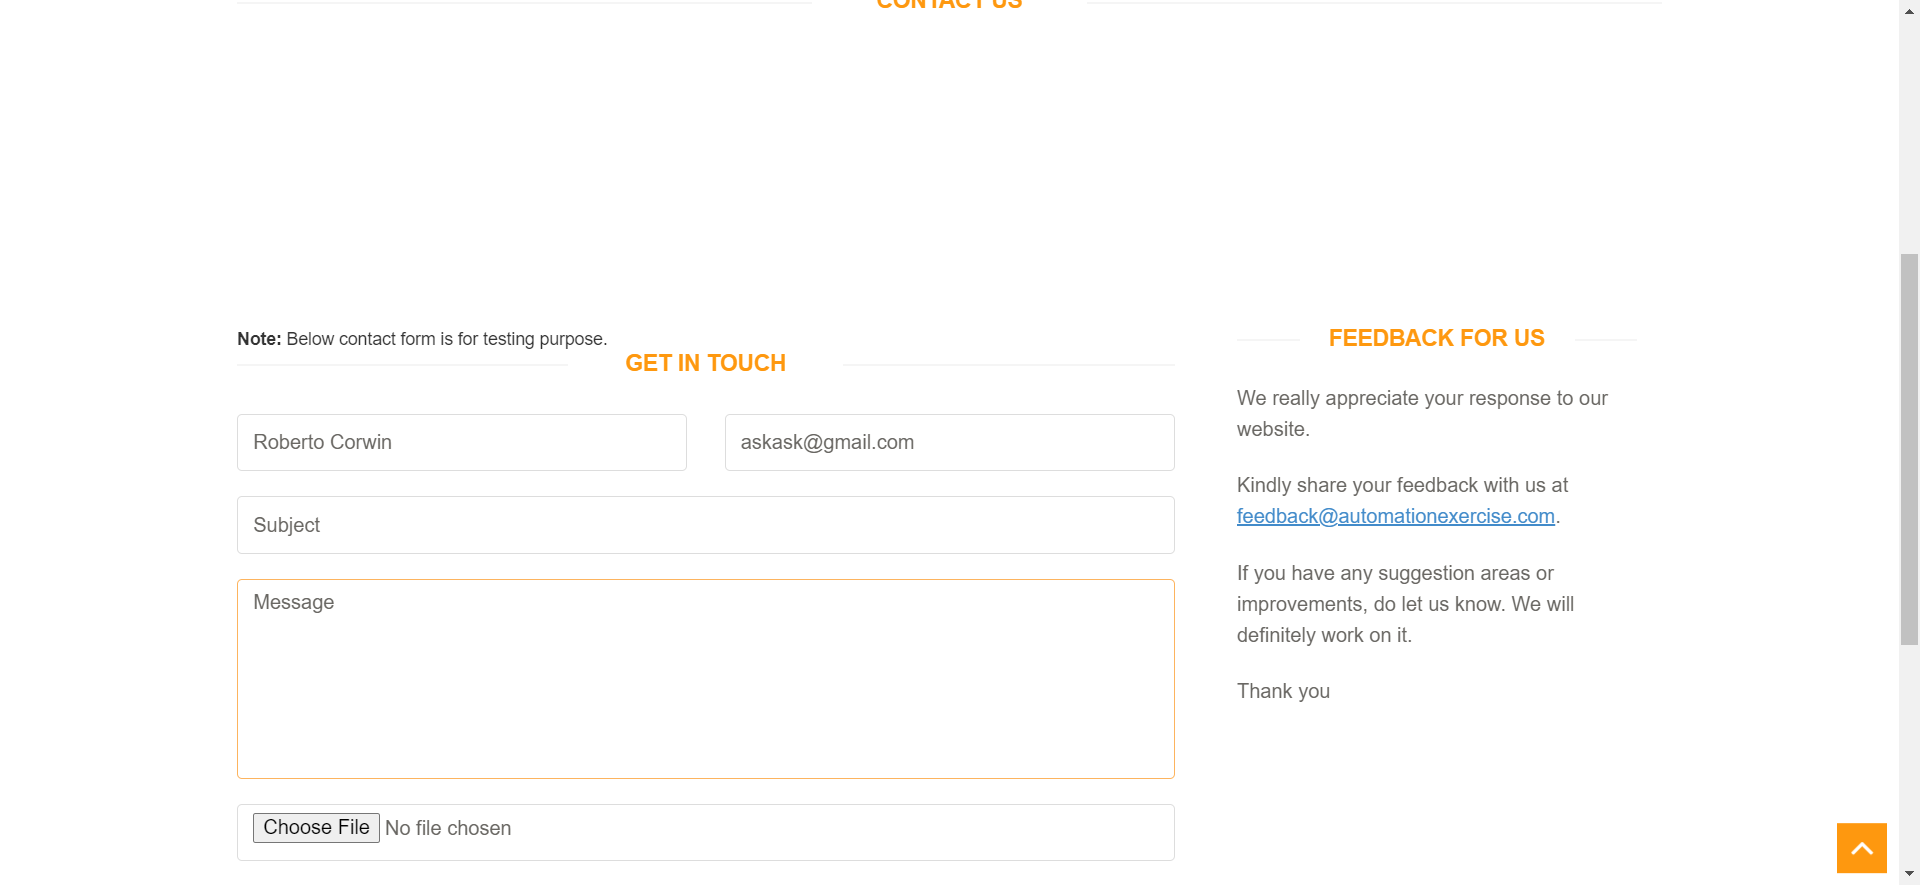 CONTACT US
Note: Below contact form is for testing purpose.
GET IN TOUCH
Roberto Corwin
askask@gmail.com
Subject
Message
Choose File No file chosen
FEEDBACK FOR US
We really appreciate your response to our
website.
Kindly share your feedback with us at
feedback@automationexercise.com.
If you have any suggestion areas or
improvements, do let us know. We will
definitely work on it.
Thank you